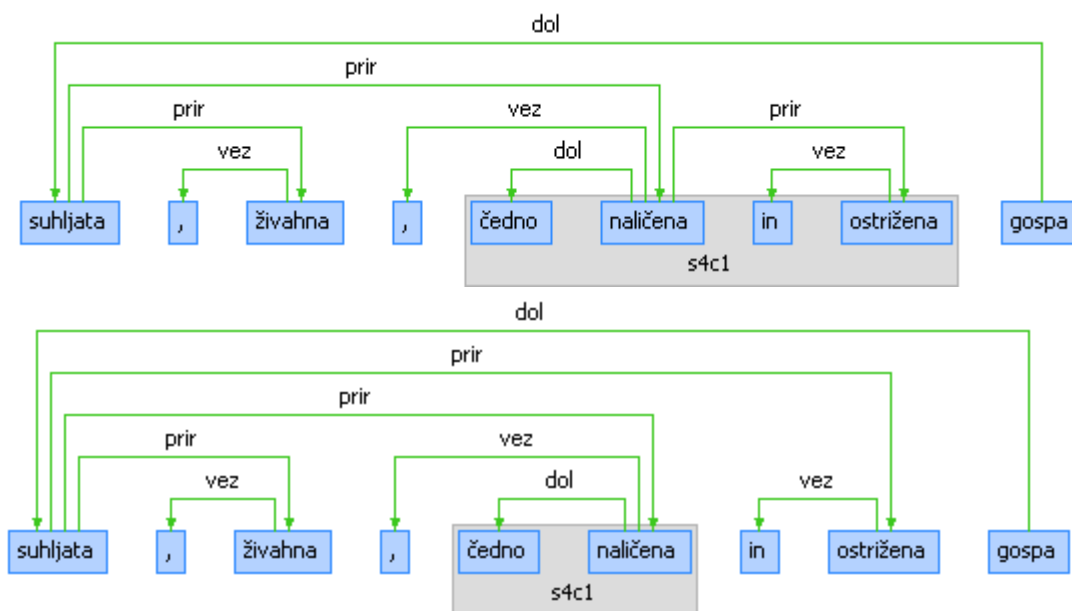 dol
prir
prir vez prir
vez dol vez
suhljata , živahna , čedno naličena in ostrižena gospa
s4c1
dol
prir
prir
prir vez
vez dol vez
suhljata , živahna , čedno naličena in ostrižena gospa
s4c1